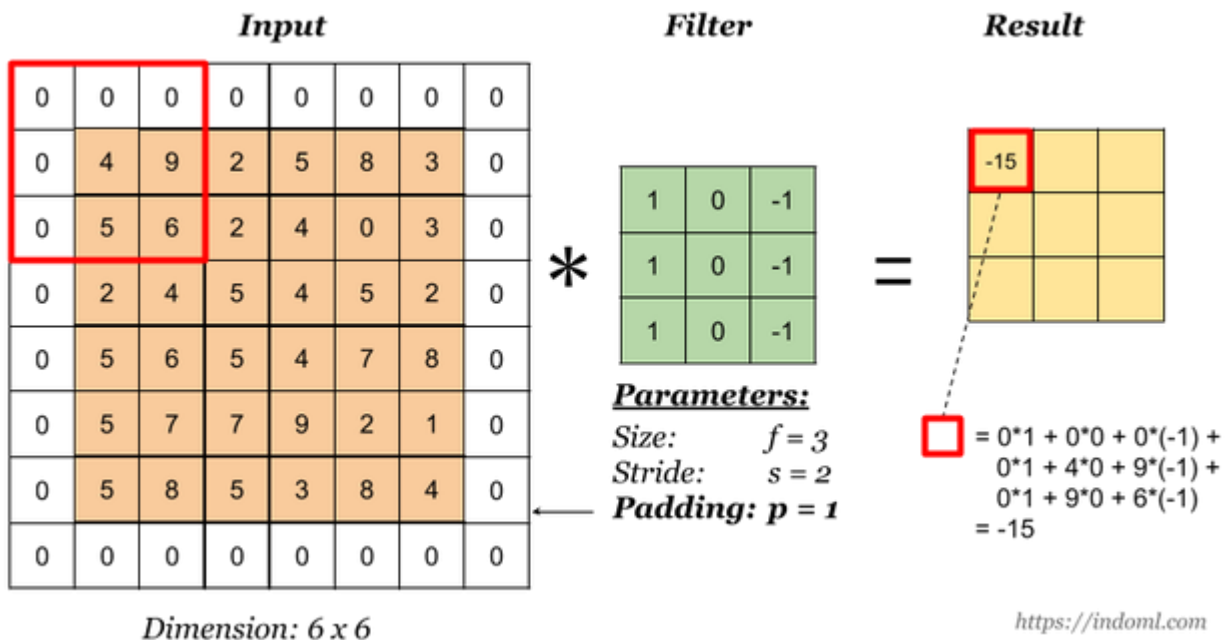 Input Filter Result
0 0 0 0 0 0 0 0
0 4 9 2 5 8 3 0
0 5 6 2 4 0 3 0
0 2 4 5 4 5 2 0
0 5 6 5 4 7 8 0
0 5 7 7 9 2 1 0
0 5 8 5 3 8 4 0
0 0 0 0 0 0 0 0
Dimension: 6 x 6
*
1 0 -1
1 0 -1
1 0 -1
Parameters:
Size: f = 3
Stride: s = 2
Padding: p = 1
=
-15
= 0*1 + 0*0 + 0*(-1) +
0*1 + 4*0 + 9*(-1) +
0*1 + 9*0 + 6*(-1)
= -15
https://indoml.com